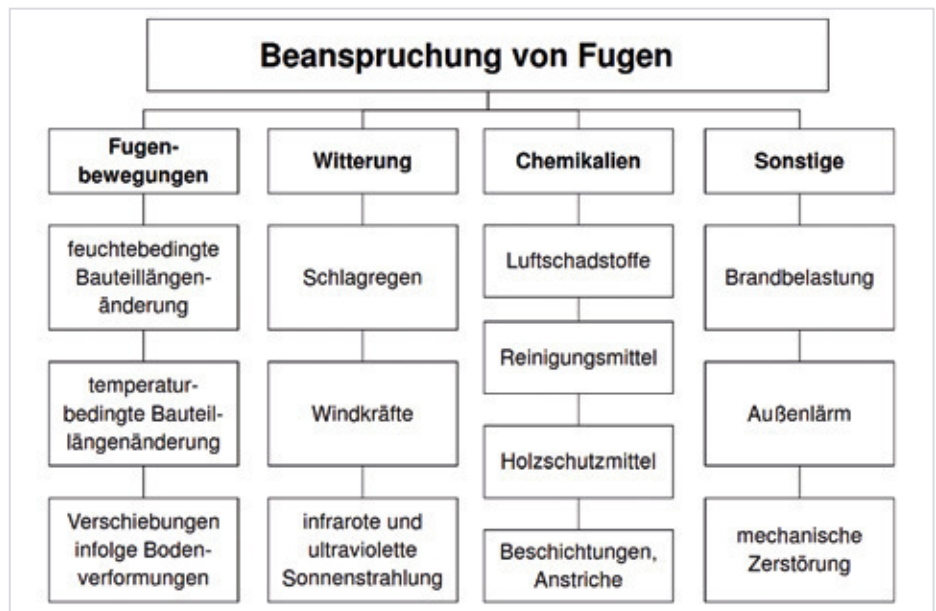 Beanspruchung von Fugen
Fugen-
bewegungen
feuchtebedingte
Bauteillängen-
änderung
temperatur-
bedingte Bauteil-
längenänderung
Verschiebungen
infolge Boden-
verformungen
Witterung
Schlagregen
Windkräfte
infrarote und
ultraviolette
Sonnenstrahlung
Chemikalien
Luftschadstoffe
Reinigungsmittel
Holzschutzmittel
Beschichtungen,
Anstriche
Sonstige
Brandbelastung
Außenlärm
mechanische
Zerstörung